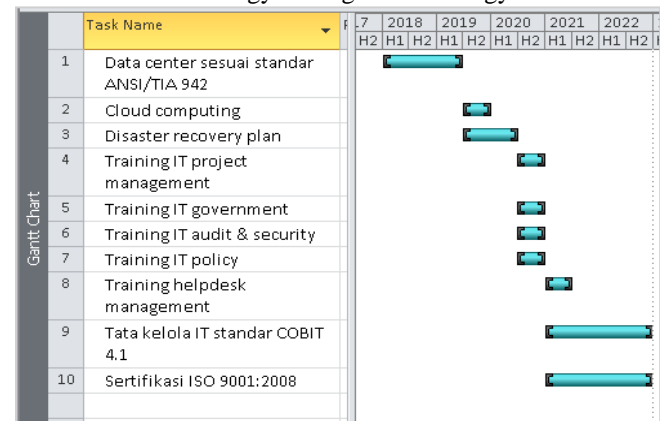 Task Name
17 2018 2019 2020 2021 2022
H2 H1 H2 H1 H2 H1 H2 H1 H2 H1 H2
1 Data center sesuai standar
ANSI/TIA 942
2 Cloud computing
3 Disaster recovery plan
4 Training IT project
management
5 Training IT government
6 Training IT audit & security
7 Training IT policy
8 Training helpdesk
management
9 Tata kelola IT standar COBIT
4.1
10 Sertifikasi ISO 9001:2008
Gantt Chart